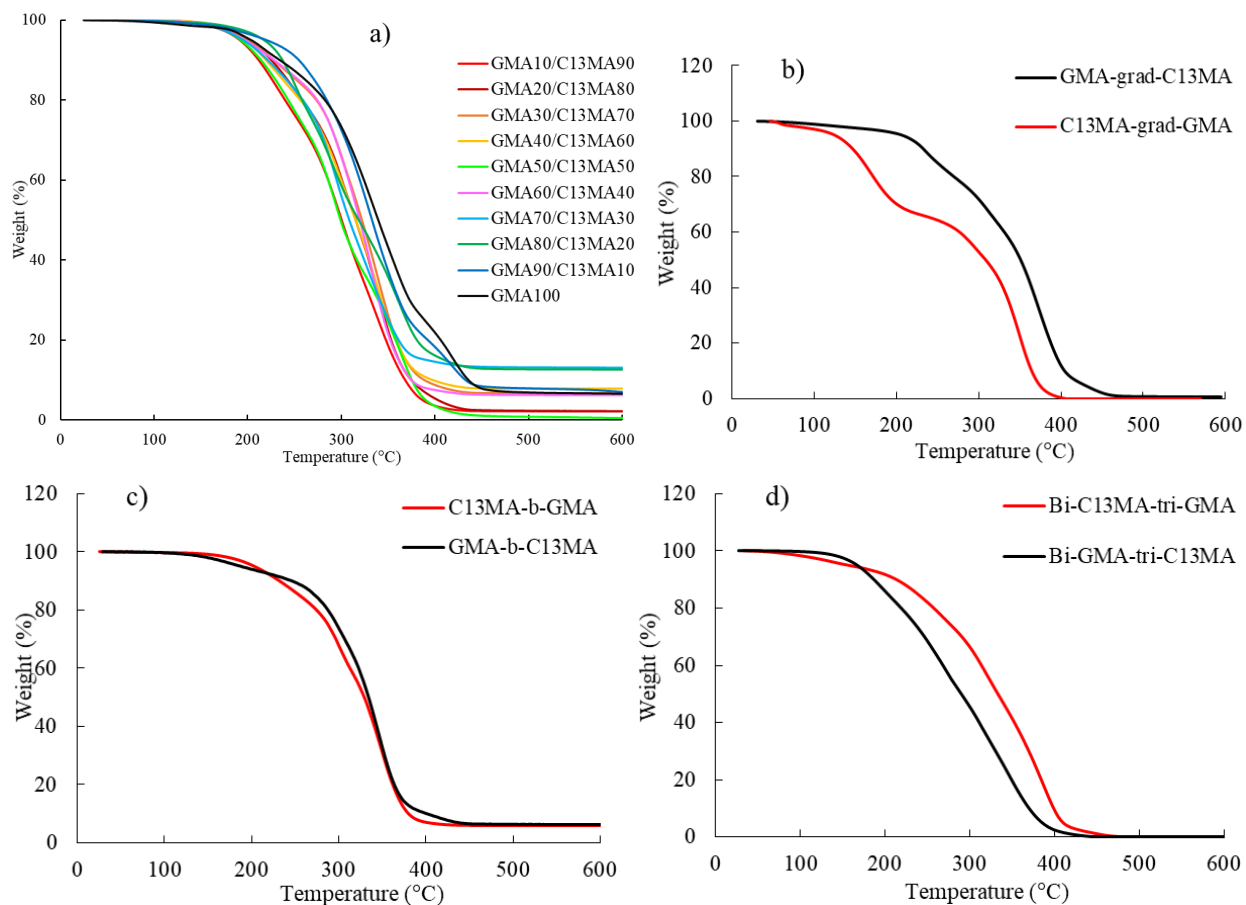 a)
100
80
60
40
20
0
Weight (%)
0
100
200
300
400
500
600
Temperature (°C)
GMA10/C13MA90
GMA20/C13MA80
GMA30/C13MA70
GMA40/C13MA60
GMA50/C13MA50
GMA60/C13MA40
GMA70/C13MA30
GMA80/C13MA20
GMA90/C13MA10
GMA100
b)
GMA-grad-C13MA
C13MA-grad-GMA
120
100
80
60
40
20
0
Weight (%)
0
100
200
300
400
500
600
Temperature (°C)
c)
C13MA-b-GMA
GMA-b-C13MA
120
100
80
60
40
20
0
Weight (%)
0
100
200
300
400
500
600
Temperature (°C)
d)
Bi-C13MA-tri-GMA
Bi-GMA-tri-C13MA
120
100
80
60
40
20
0
Weight (%)
0
100
200
300
400
500
600
Temperature (°C)